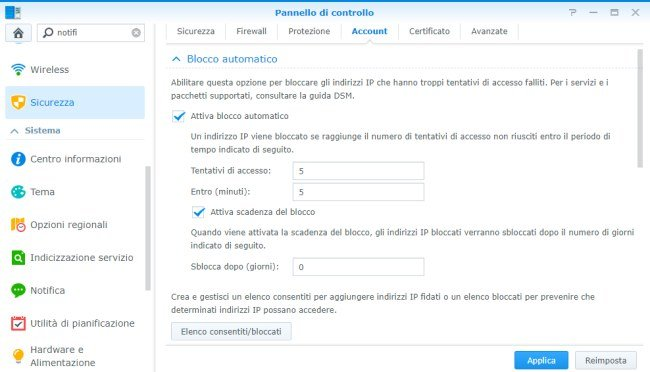 Pannello di controllo
notifi
Wireless
Sicurezza
Sistema
Centro informazioni
Tema
Opzioni regionali
Indicizzazione servizio
Notifica
Utilità di pianificazione
Hardware e
Alimentazione
Sicurezza Firewall Protezione Account Certificato Avanzate
Blocco automatico
Abilitare questa opzione per bloccare gli indirizzi IP che hanno troppi tentativi di accesso falliti. Per i servizi e i
pacchetti supportati, consultare la guida DSM.
Attiva blocco automatico
Un indirizzo IP viene bloccato se raggiunge il numero di tentativi di accesso non riusciti entro il periodo di
tempo indicato di seguito.
Tentativi di accesso: 5
Entro (minuti): 5
Attiva scadenza del blocco
Quando viene attivata la scadenza del blocco, gli indirizzi IP bloccati verranno sbloccati dopo il numero di giorni
indicato di seguito.
Sblocca dopo (giorni): 0
Crea e gestisci un elenco consentiti per aggiungere indirizzi IP fidati o un elenco bloccati per prevenire che
determinati indirizzi IP possano accedere.
Elenco consentiti/bloccati
Applica Reimposta